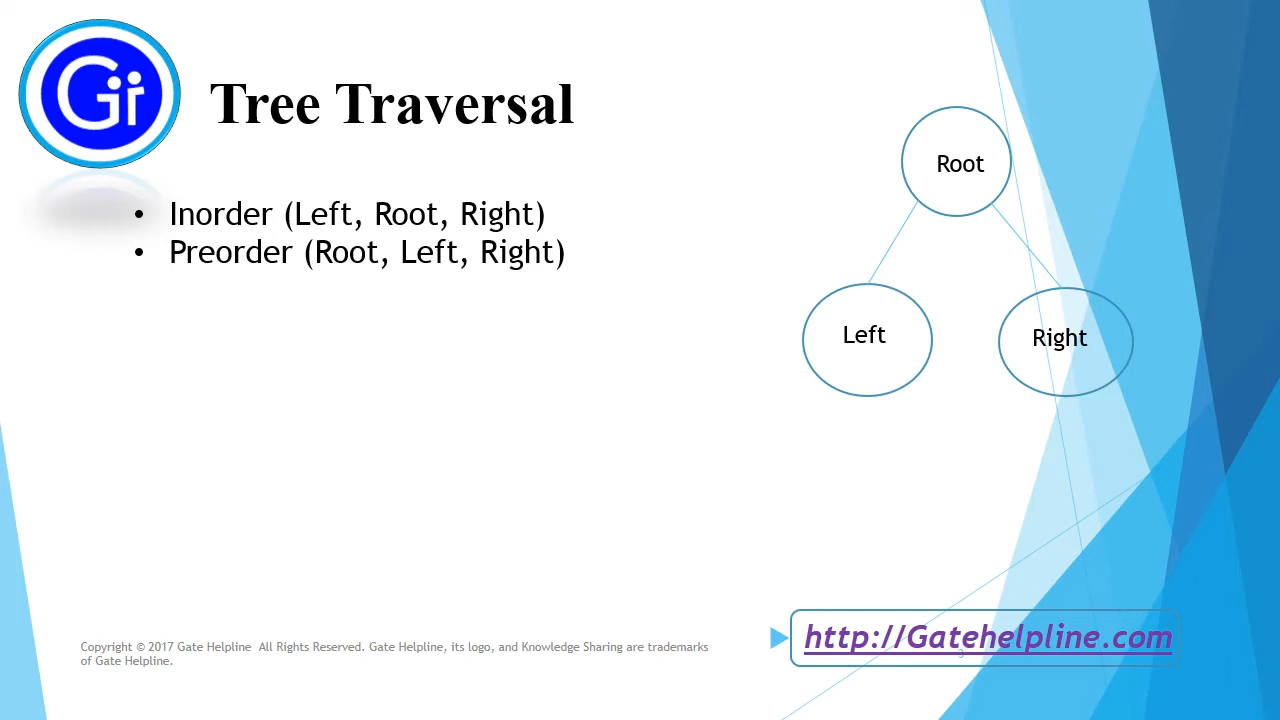 Gi
Tree Traversal
• Inorder (Left, Root, Right)
• Preorder (Root, Left, Right)
Root
Left
Right
Copyright © 2017 Gate Helpline All Rights Reserved. Gate Helpline, its logo, and Knowledge Sharing are trademarks
of Gate Helpline.
http://Gatehelpline.com
3